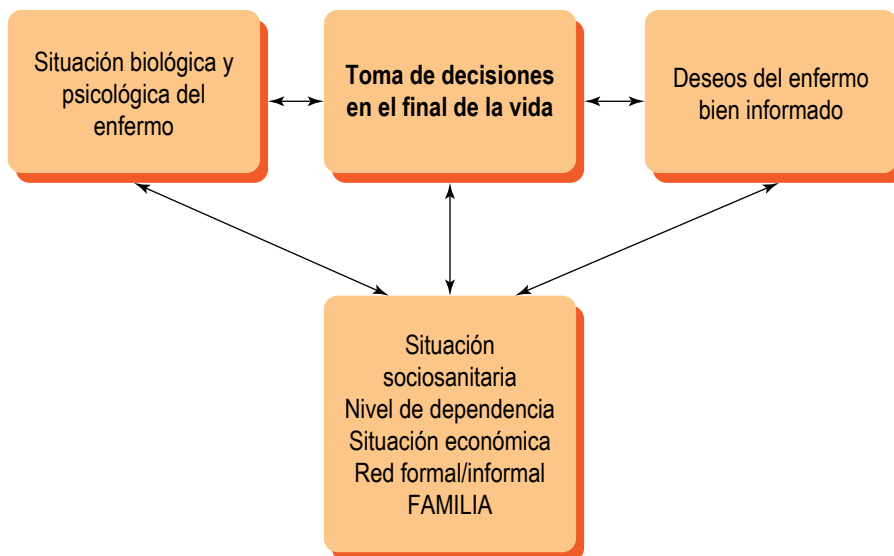 Situación biológica y
psicológica del
enfermo
Toma de decisiones
en el final de la vida
Deseos del enfermo
bien informado
Situación
sociosanitaria
Nivel de dependencia
Situación económica
Red formal/informal
FAMILIA